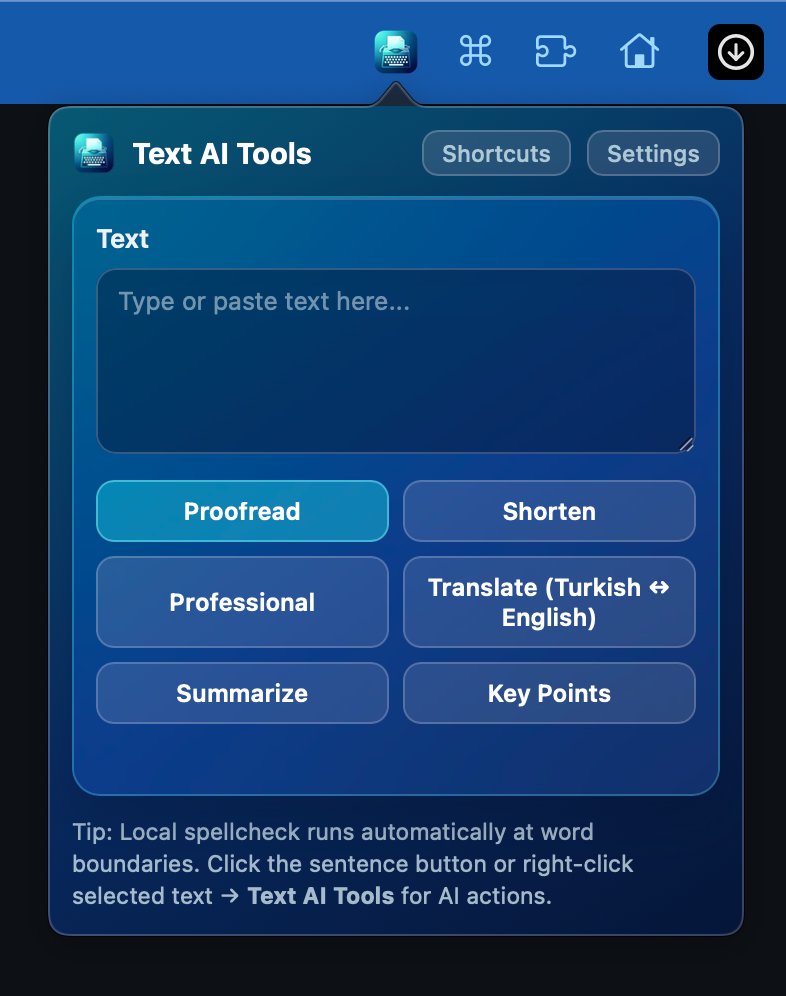 Text AI Tools
Shortcuts
Settings
Text
Type or paste text here...
Proofread
Shorten
Professional
Translate (Turkish ↔
English)
Summarize
Key Points
Tip: Local spellcheck runs automatically at word
boundaries. Click the sentence button or right-click
selected text → Text AI Tools for AI actions.